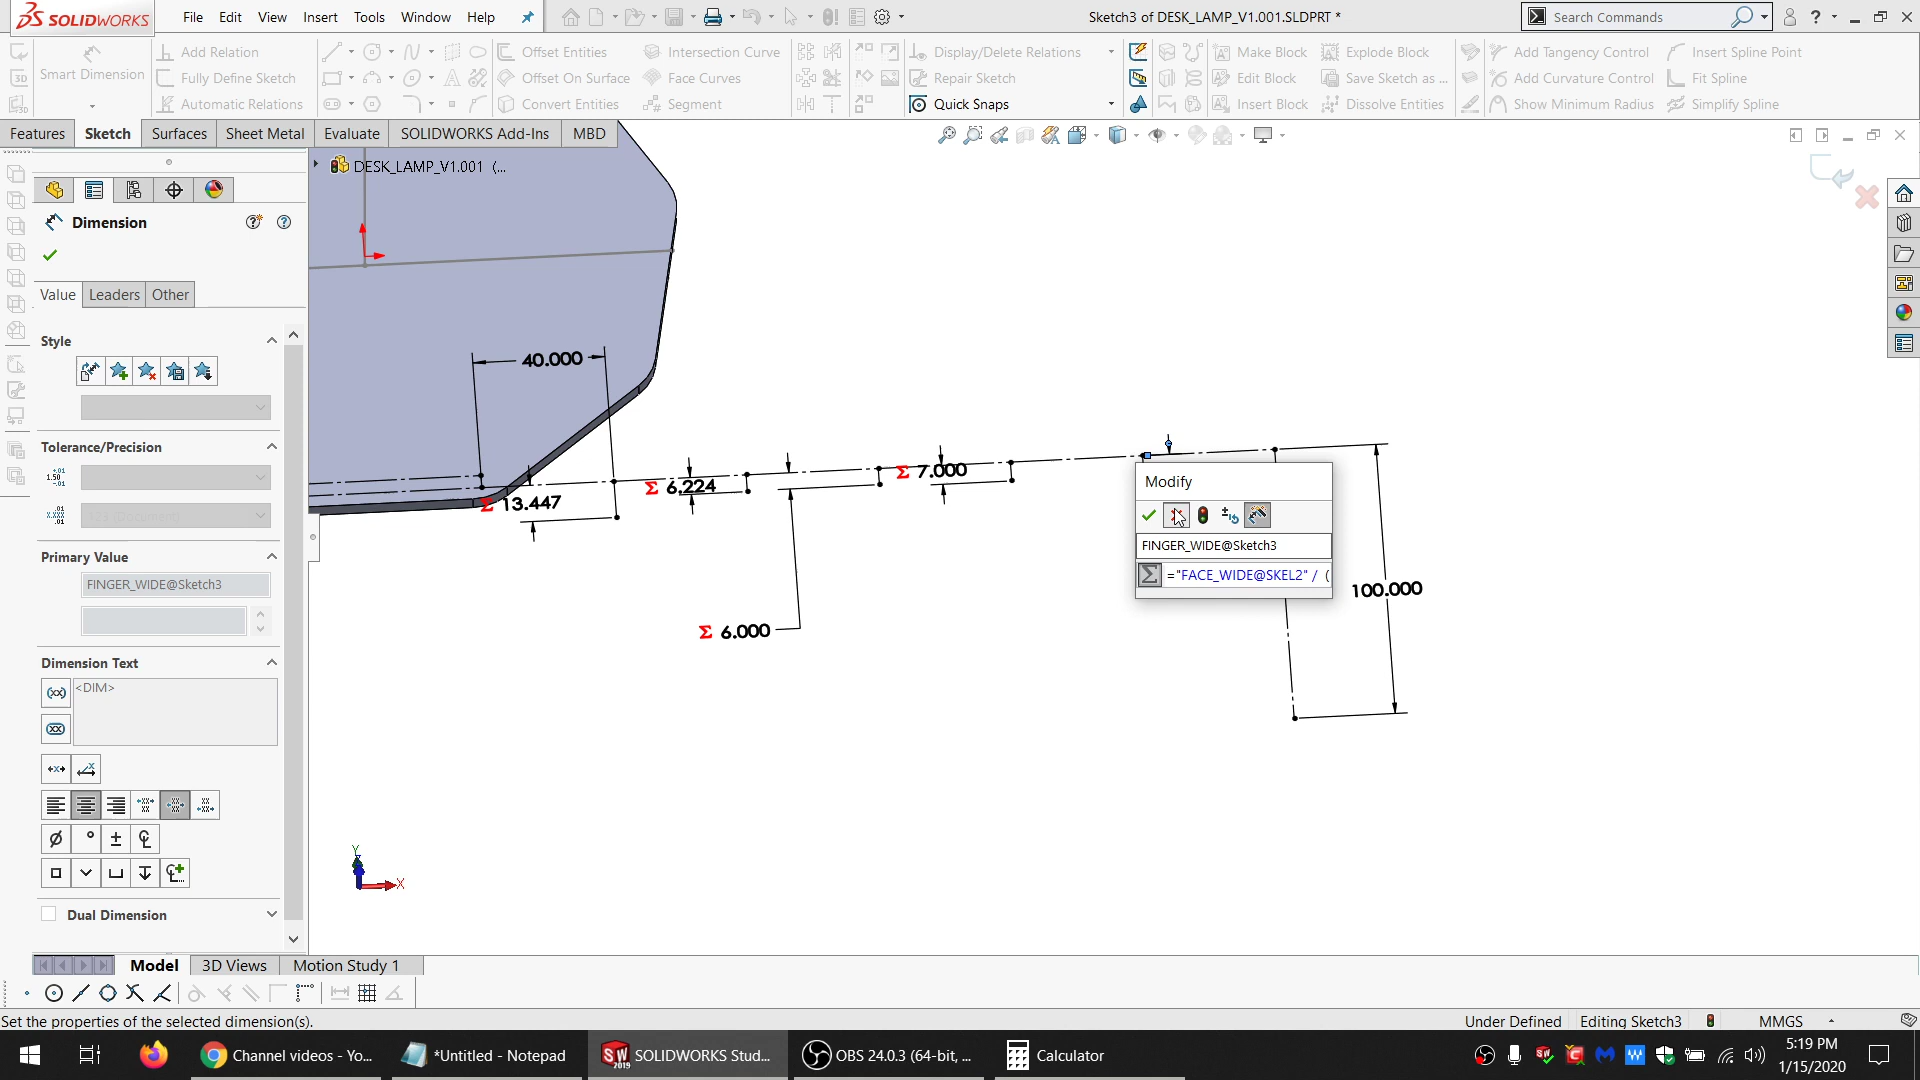 SOLIDWORKS
File Edit View Insert Tools Window Help
Sketch3 of DESK_LAMP_V1.001.SLDPRT *
Search Commands
Smart Dimension
Add Relation
Fully Define Sketch
Automatic Relations
Offset Entities
Offset On Surface
Convert Entities
Intersection Curve
Face Curves
Segment
Display/Delete Relations
Repair Sketch
Quick Snaps
Make Block
Edit Block
Insert Block
Explode Block
Save Sketch as ...
Dissolve Entities
Add Tangency Control
Add Curvature Control
Show Minimum Radius
Insert Spline Point
Fit Spline
Simplify Spline
Features Sketch Surfaces Sheet Metal Evaluate SOLIDWORKS Add-Ins MBD
DESK_LAMP_V1.001 (...
Dimension
Value Leaders Other
Style
Tolerance/Precision
Primary Value
FINGER_WIDE@Sketch3
Dimension Text
<DIM>
Dual Dimension
40.000
Σ 13.447
Σ 6.224
Σ 7.000
Σ 6.000
100.000
Modify
FINGER_WIDE@Sketch3
="FACE_WIDE@SKEL2" / (
Y
X
Model 3D Views Motion Study 1
Set the properties of the selected dimension(s).
Under Defined Editing Sketch3 MMGS
Channel videos - Yo...
*Untitled - Notepad
SOLIDWORKS Stud...
OBS 24.0.3 (64-bit, ...
Calculator
5:19 PM
1/15/2020